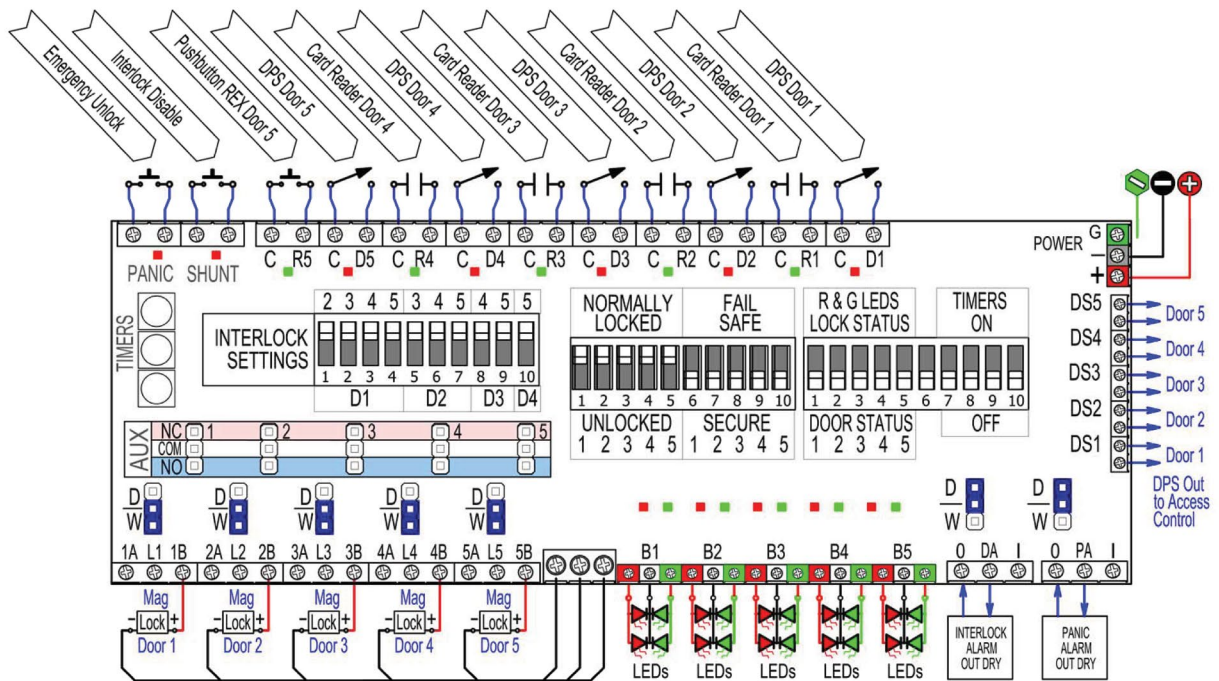 Emergency Unlock
Interlock Disable
Pushbutton REX Door 5
DPS Door 5
Card Reader Door 4
DPS Door 4
Card Reader Door 3
DPS Door 3
Card Reader Door 2
DPS Door 2
Card Reader Door 1
DPS Door 1
PANIC SHUNT C R5 C D5 C R4 C D4 C R3 C D3 C R2 C D2 C R1 C D1
POWER G
−
+
TIMERS
INTERLOCK SETTINGS
2 3 4 5 3 4 5 4 5 5
1 2 3 4 5 6 7 8 9 10
D1 D2 D3 D4
NORMALLY LOCKED
FAIL SAFE
1 2 3 4 5 6 7 8 9 10
UNLOCKED SECURE
1 2 3 4 5 1 2 3 4 5
R & G LEDS LOCK STATUS
TIMERS ON
1 2 3 4 5 6 7 8 9 10
DOOR STATUS OFF
1 2 3 4 5
DS5 Door 5
DS4 Door 4
DS3 Door 3
DS2 Door 2
DS1 Door 1
DPS Out
to Access
Control
AUX
NC 1 2 3 4 5
COM
NO
D W D W D W D W D W D W D W
1A L1 1B 2A L2 2B 3A L3 3B 4A L4 4B 5A L5 5B
B1 B2 B3 B4 B5
O DA I O PA I
Mag Mag Mag Mag Mag
− Lock + − Lock + − Lock + − Lock + − Lock +
Door 1 Door 2 Door 3 Door 4 Door 5
LEDs LEDs LEDs LEDs LEDs
INTERLOCK
ALARM
OUT DRY
PANIC
ALARM
OUT DRY